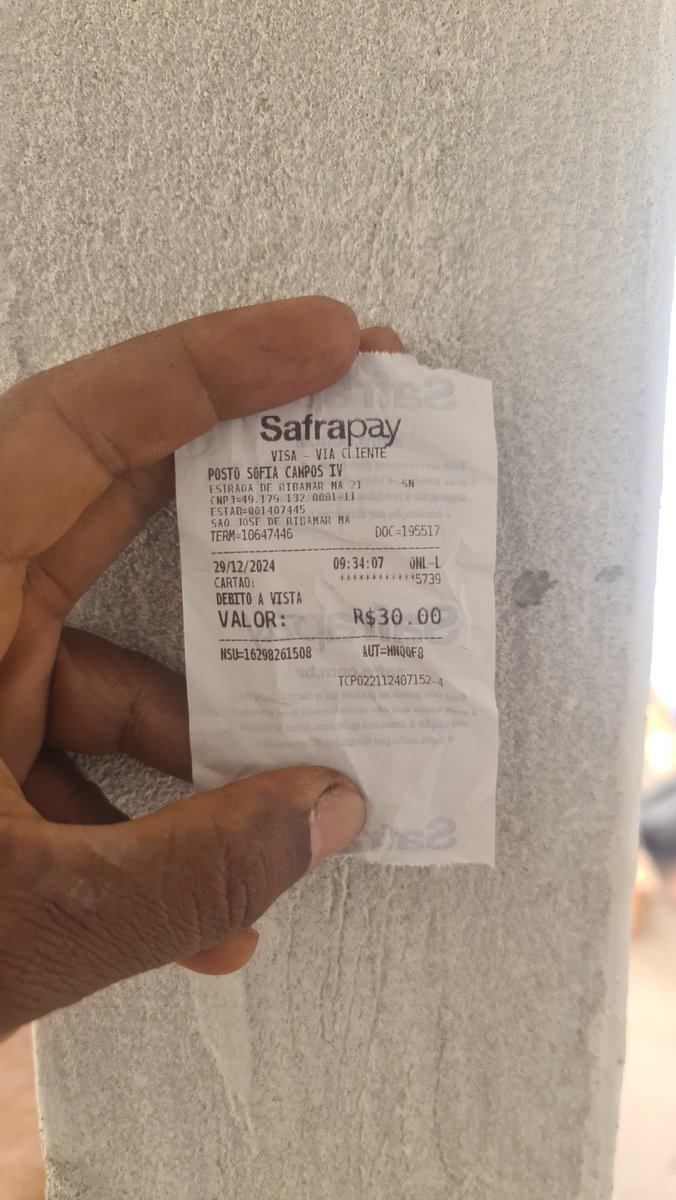 Safrapay
VISA - VIA CLIENTE
POSTO SOFIA CAMPOS IV
ESTRADA DE RIBAMAR MA 21 SN
CNPJ=49.179.132/0001-11
ESTAB=001407445
SAO JOSE DE RIBAMAR MA
TERM=10647446 DOC=195517
29/12/2024 09:34:07 ONL-L
CARTAO: ************5739
DEBITO A VISTA
VALOR: R$30.00
NSU=16298261508 AUT=MNQQF8
TCP022112407152-q